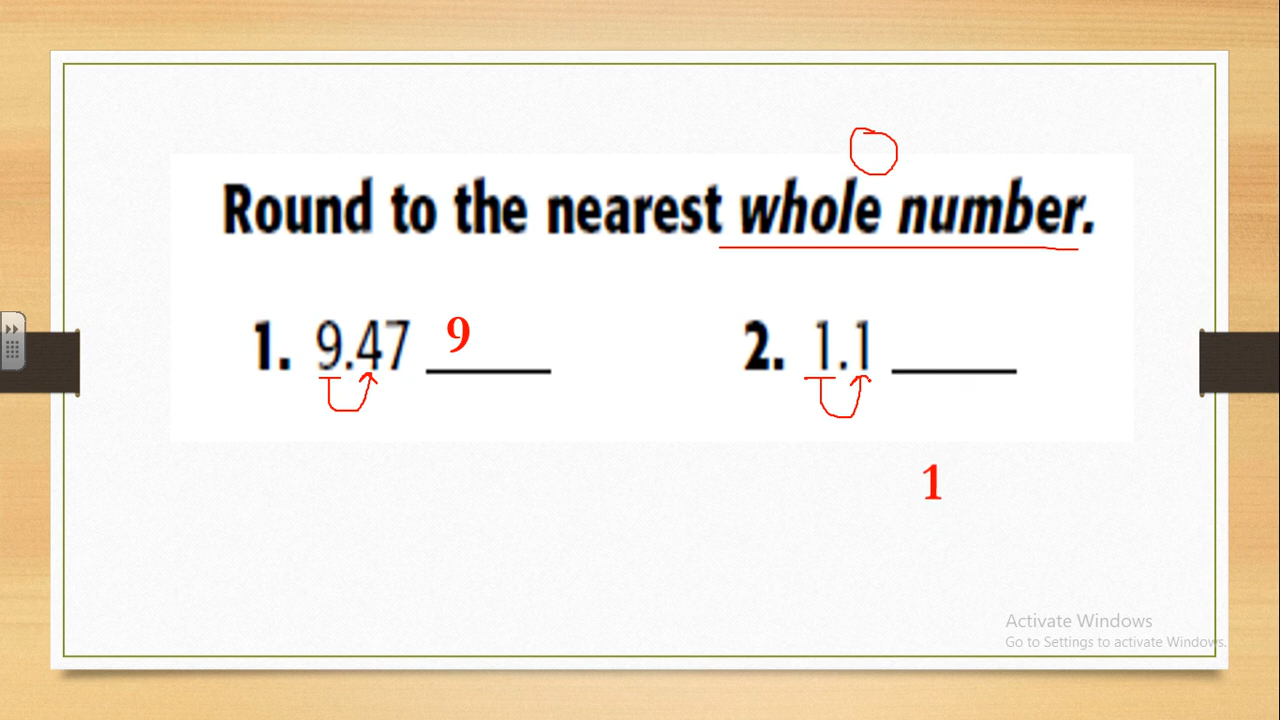 Round to the nearest whole number.
1. 9.47 9 2. 1.1
1
Activate Windows
Go to Settings to activate Windows.